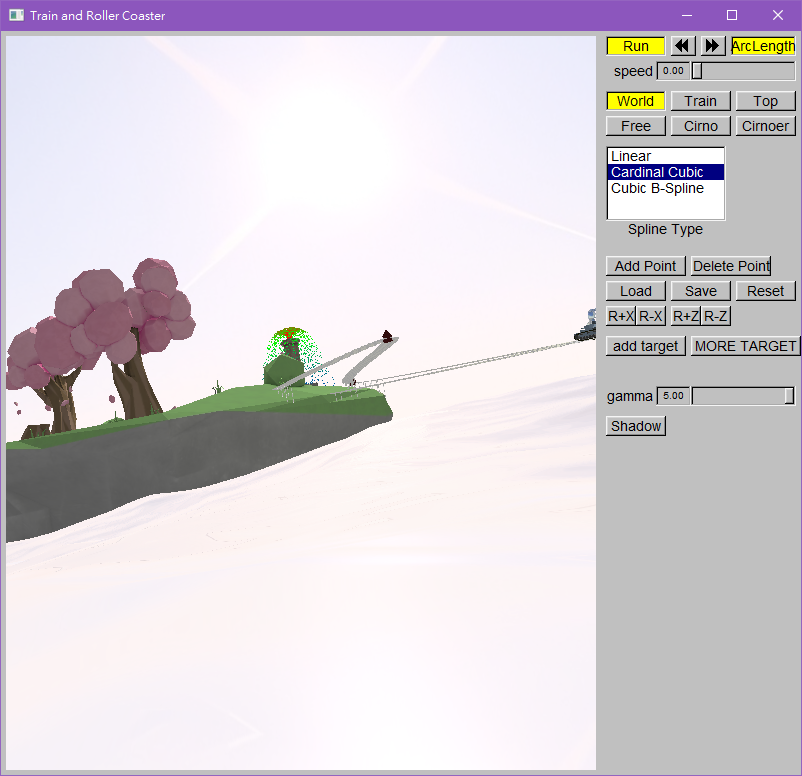 Train and Roller Coaster
Run ArcLength
speed 0.00
World Train Top
Free Cirno Cirnoer
Linear
Cardinal Cubic
Cubic B-Spline
Spline Type
Add Point Delete Point
Load Save Reset
R+X R-X R+Z R-Z
add target MORE TARGET
gamma 5.00
Shadow